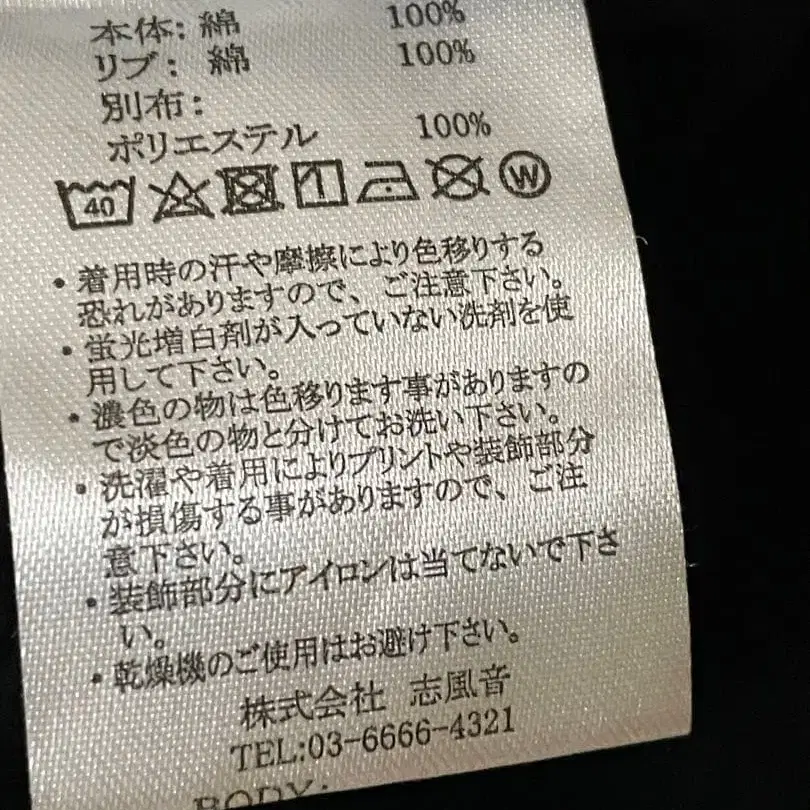 本体: 綿 100%
リブ: 綿 100%
別布:
ポリエステル 100%
40 W
・着用時の汗や摩擦により色移りする
恐れがありますので、ご注意下さい。
・蛍光増白剤が入っていない洗剤を使
用して下さい。
・濃色の物は色移ります事がありますの
で淡色の物と分けてお洗い下さい。
・洗濯や着用によりプリントや装飾部分
が損傷する事がありますので、ご注
意下さい。
・装飾部分にアイロンは当てないで下さ
い。
・乾燥機のご使用はお避け下さい。
株式会社 志風音
TEL:03-6666-4321
BODY: